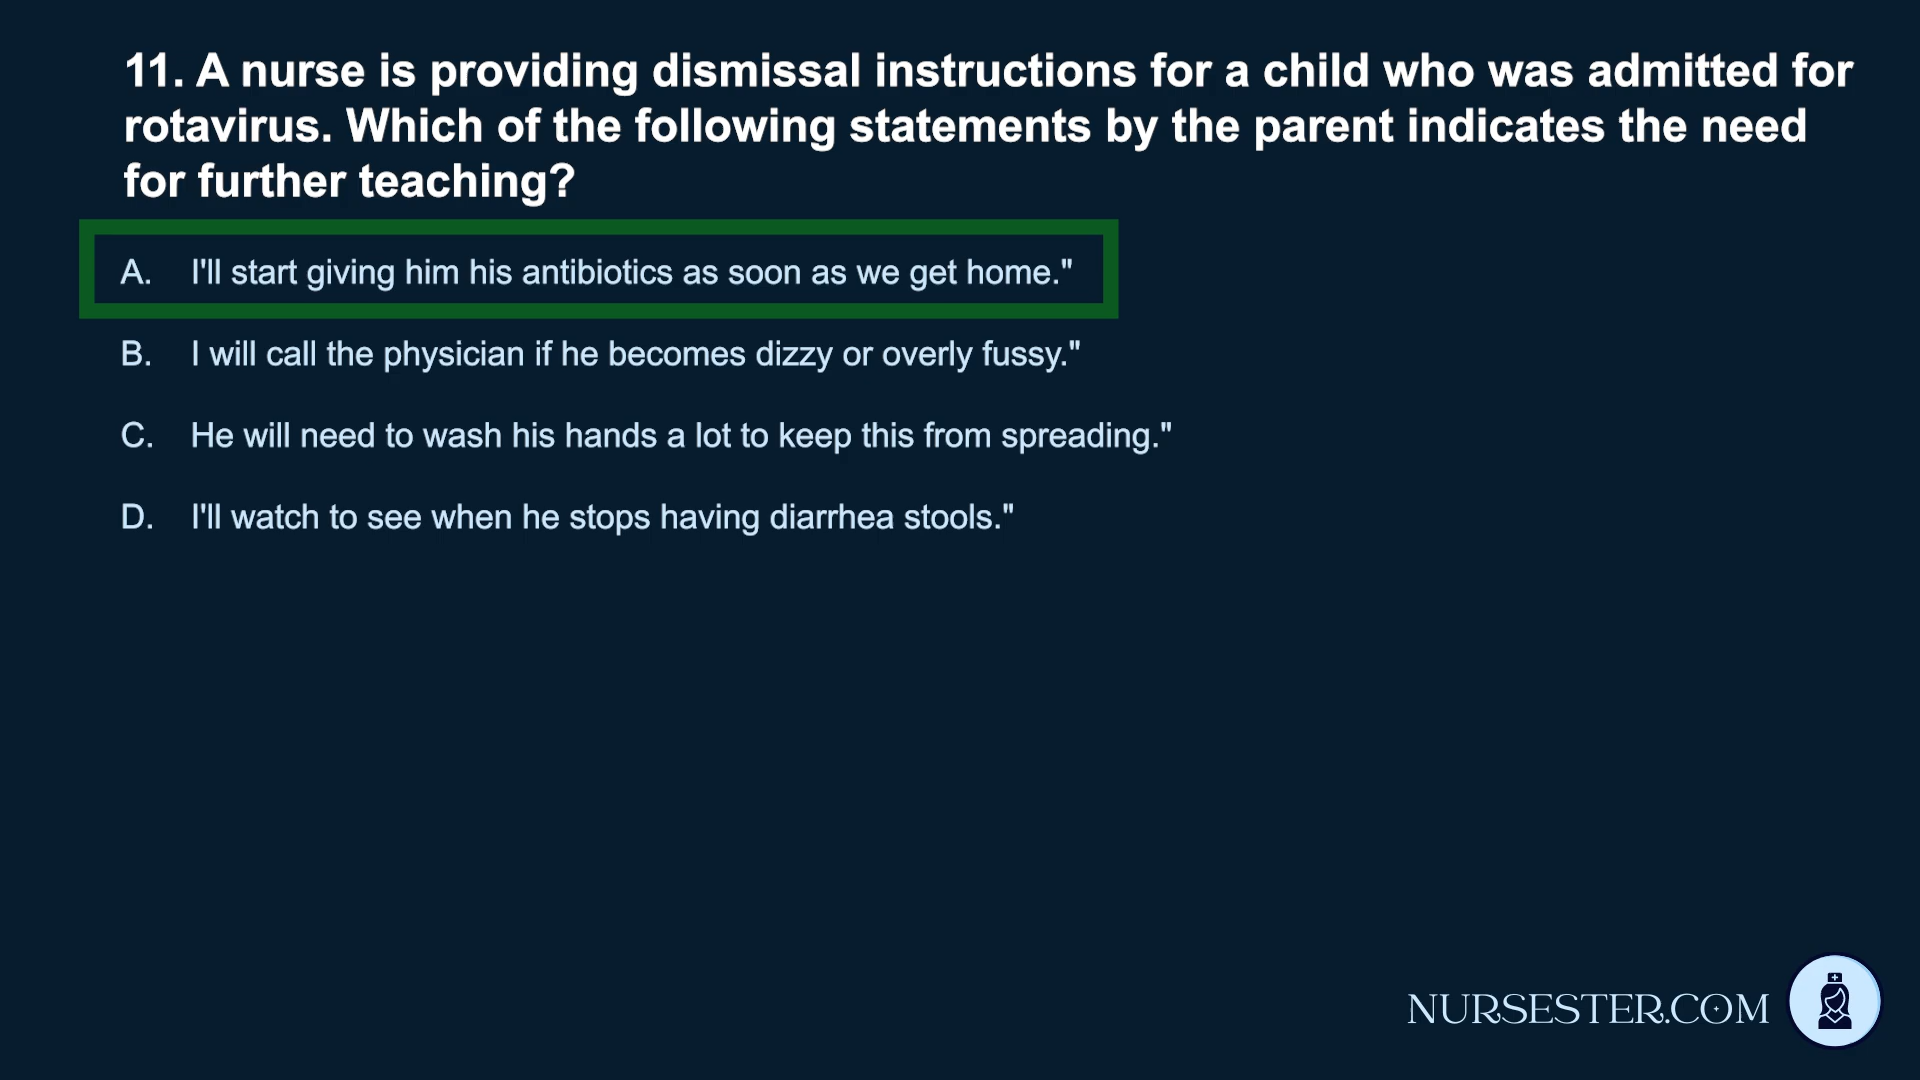 11. A nurse is providing dismissal instructions for a child who was admitted for
rotavirus. Which of the following statements by the parent indicates the need
for further teaching?
A. I'll start giving him his antibiotics as soon as we get home."
B. I will call the physician if he becomes dizzy or overly fussy."
C. He will need to wash his hands a lot to keep this from spreading."
D. I'll watch to see when he stops having diarrhea stools."
NURSESTER.COM